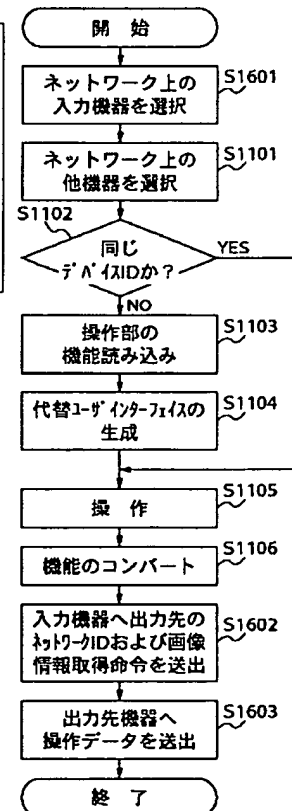 開 始
S1601
ネットワーク上の
入力機器を選択
S1101
ネットワーク上の
他機器を選択
S1102
同じ
デバイスIDか？
YES
NO
S1103
操作部の
機能読み込み
S1104
代替ユーザインターフェイスの
生成
S1105
操 作
S1106
機能のコンバート
S1602
入力機器へ出力先の
ネットワークIDおよび画像
情報取得命令を送出
S1603
出力先機器へ
操作データを送出
終 了